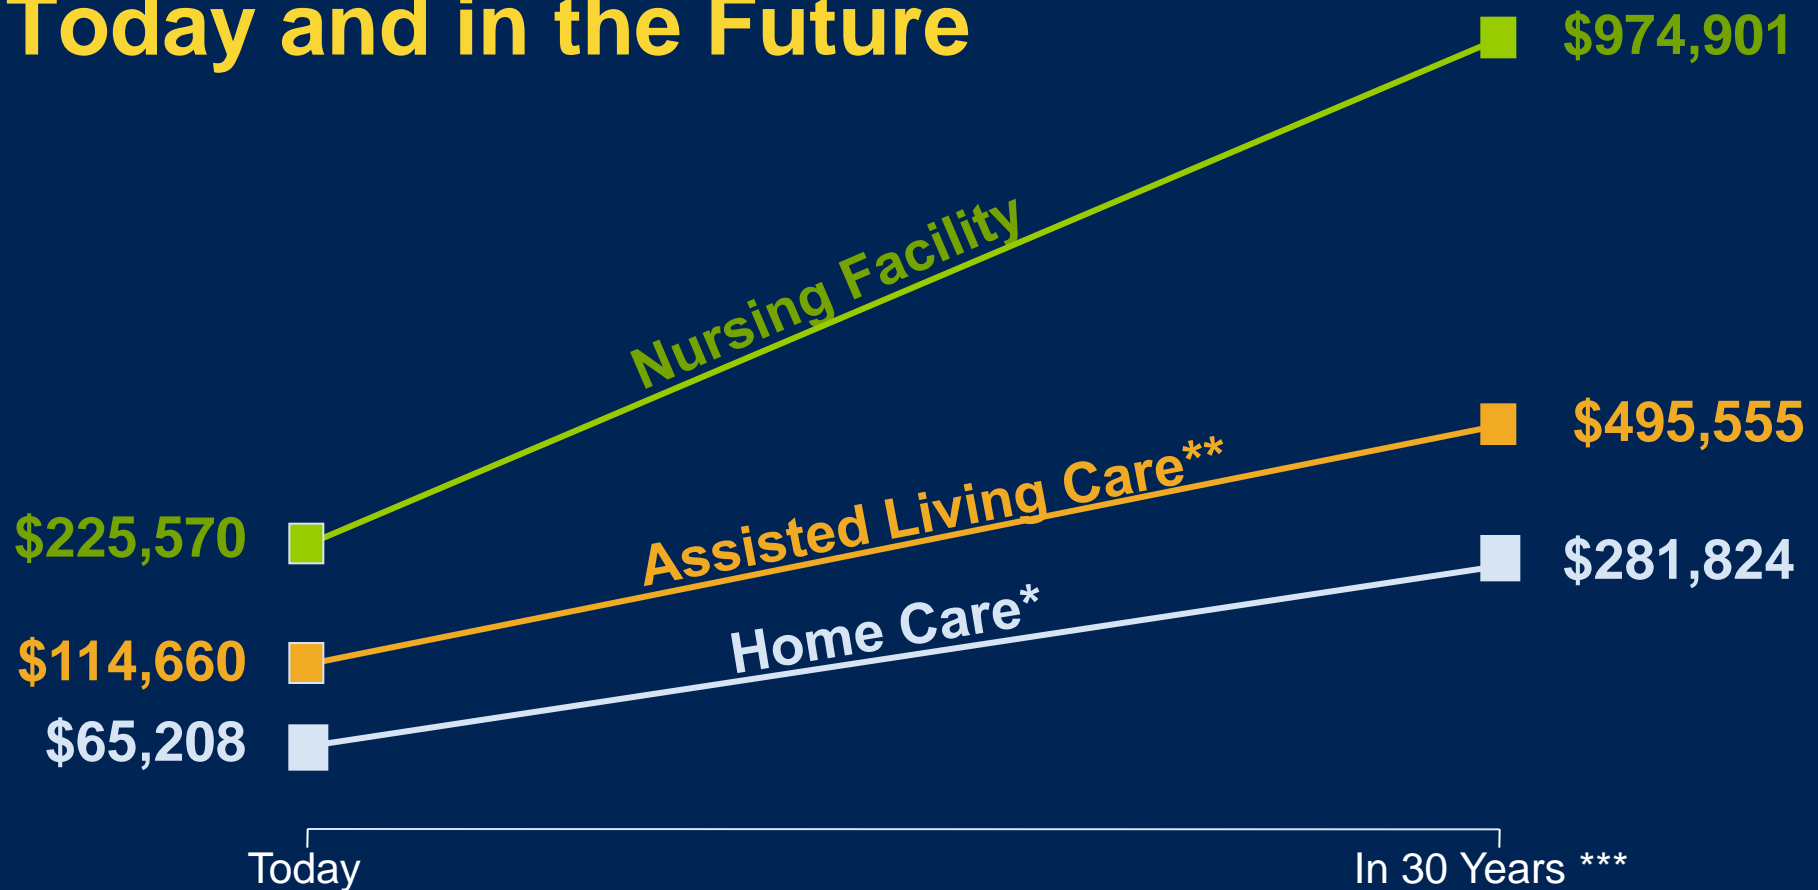 Today and in the Future
$974,901
Nursing Facility
$495,555
Assisted Living Care**
$225,570
$281,824
Home Care*
$114,660
$65,208
Today
In 30 Years ***